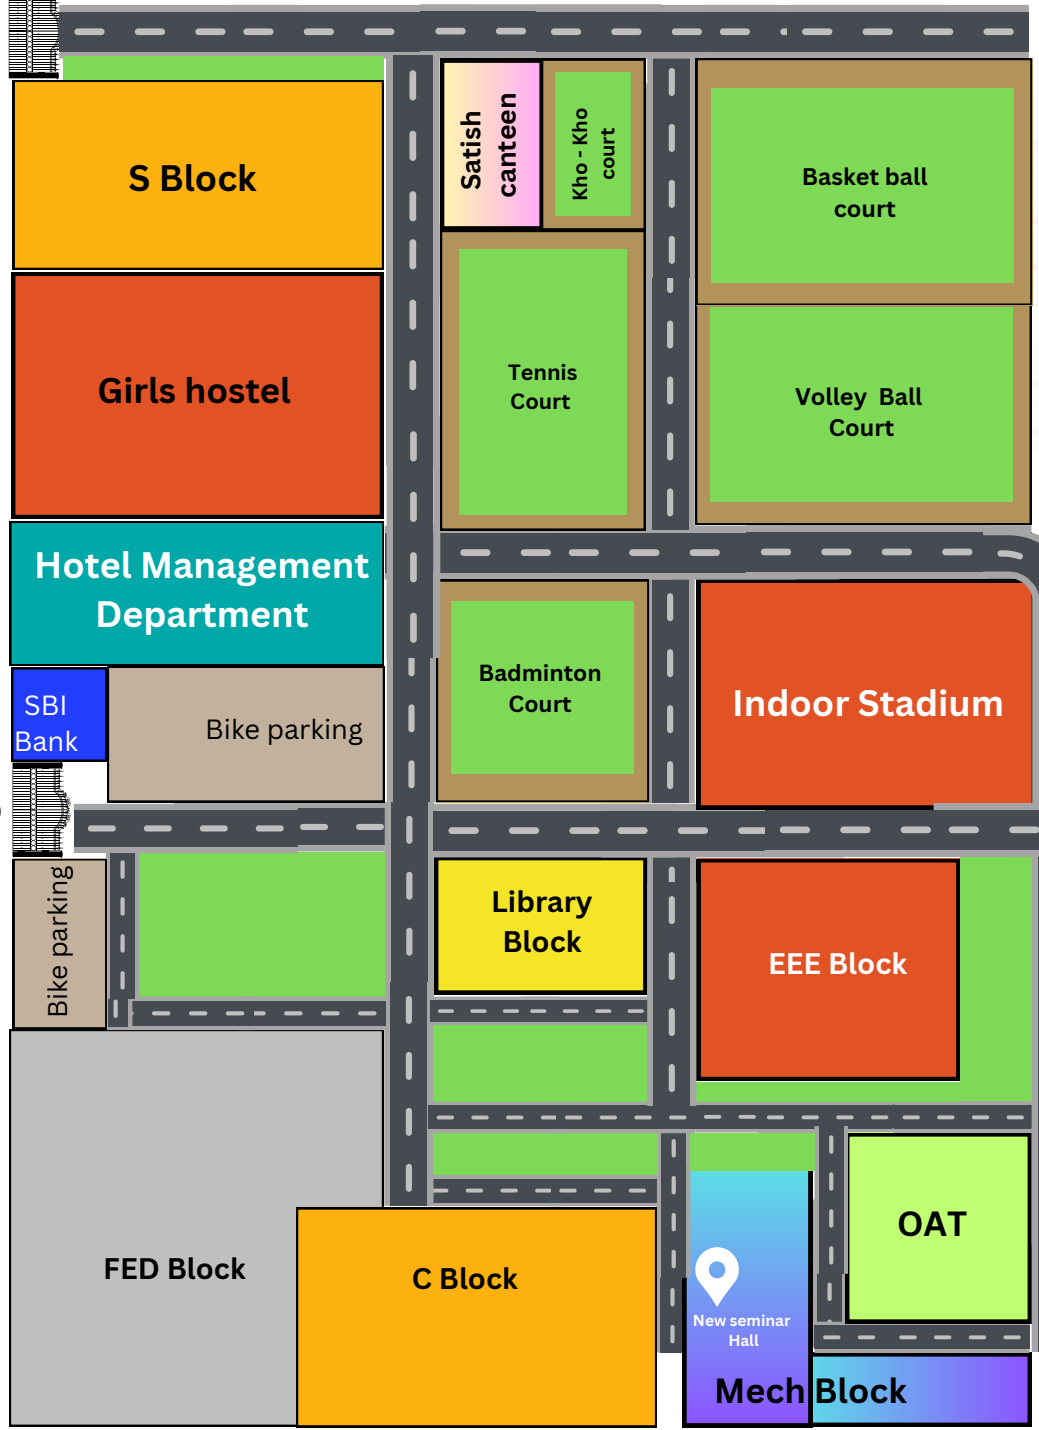 S Block
Satish
canteen
Kho - Kho
court
Basket ball
court
Girls hostel
Tennis
Court
Volley Ball
Court
Hotel Management
Department
SBI
Bank
Bike parking
Badminton
Court
Indoor Stadium
Bike parking
Library
Block
EEE Block
FED Block
C Block
New seminar
Hall
OAT
Mech Block